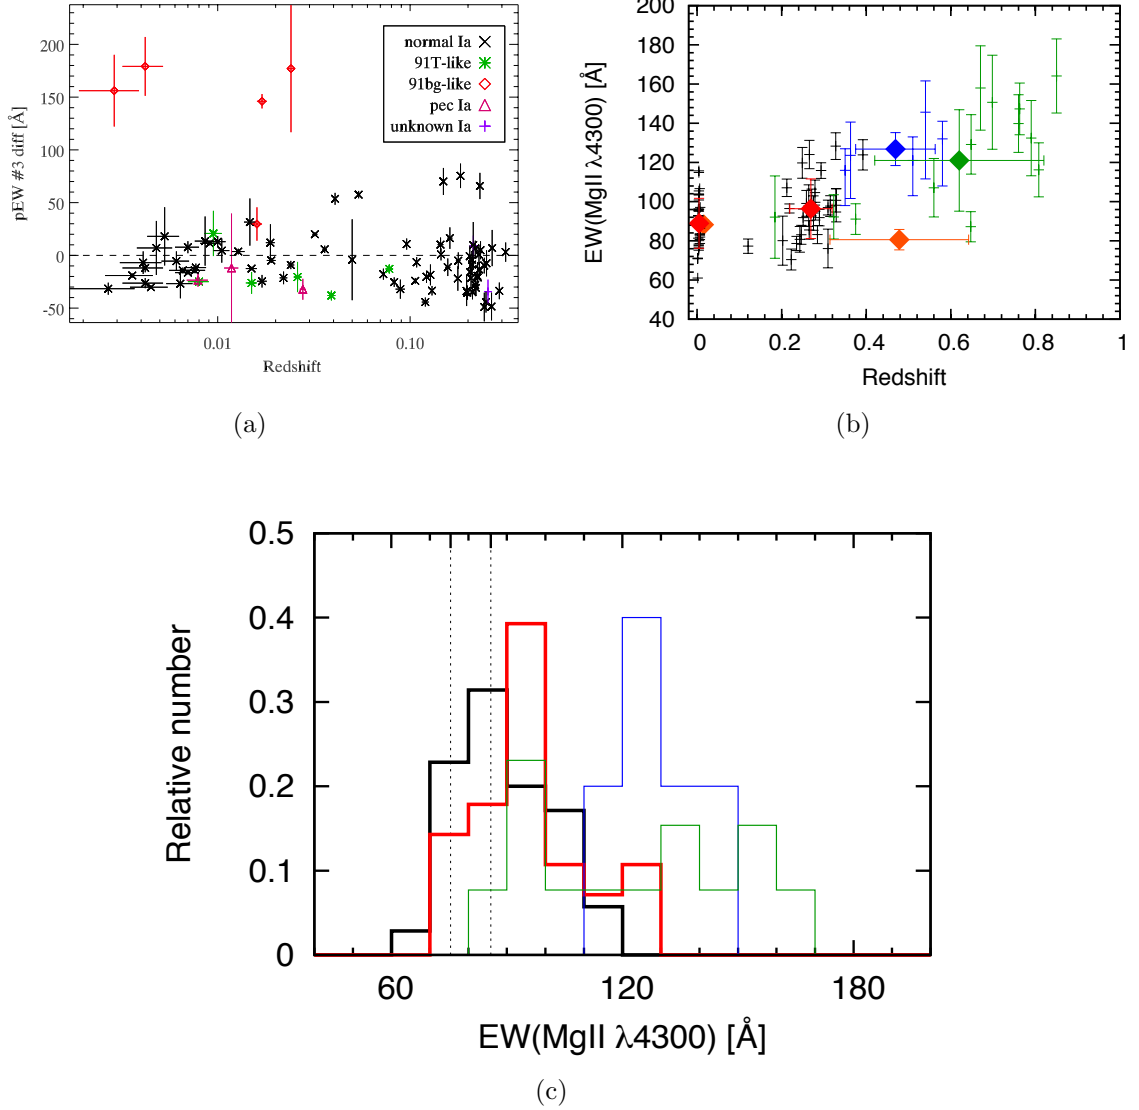 200
150
100
50
0
-50
pEW #3 diff [Å]
normal Ia
91T-like
91bg-like
pec Ia
unknown Ia
0.01
0.10
Redshift
(a)
200
180
160
140
120
100
80
60
40
EW(MgII λ4300) [Å]
0
0.2
0.4
0.6
0.8
1
Redshift
(b)
0.5
0.4
0.3
0.2
0.1
0
Relative number
60
120
180
EW(MgII λ4300) [Å]
(c)